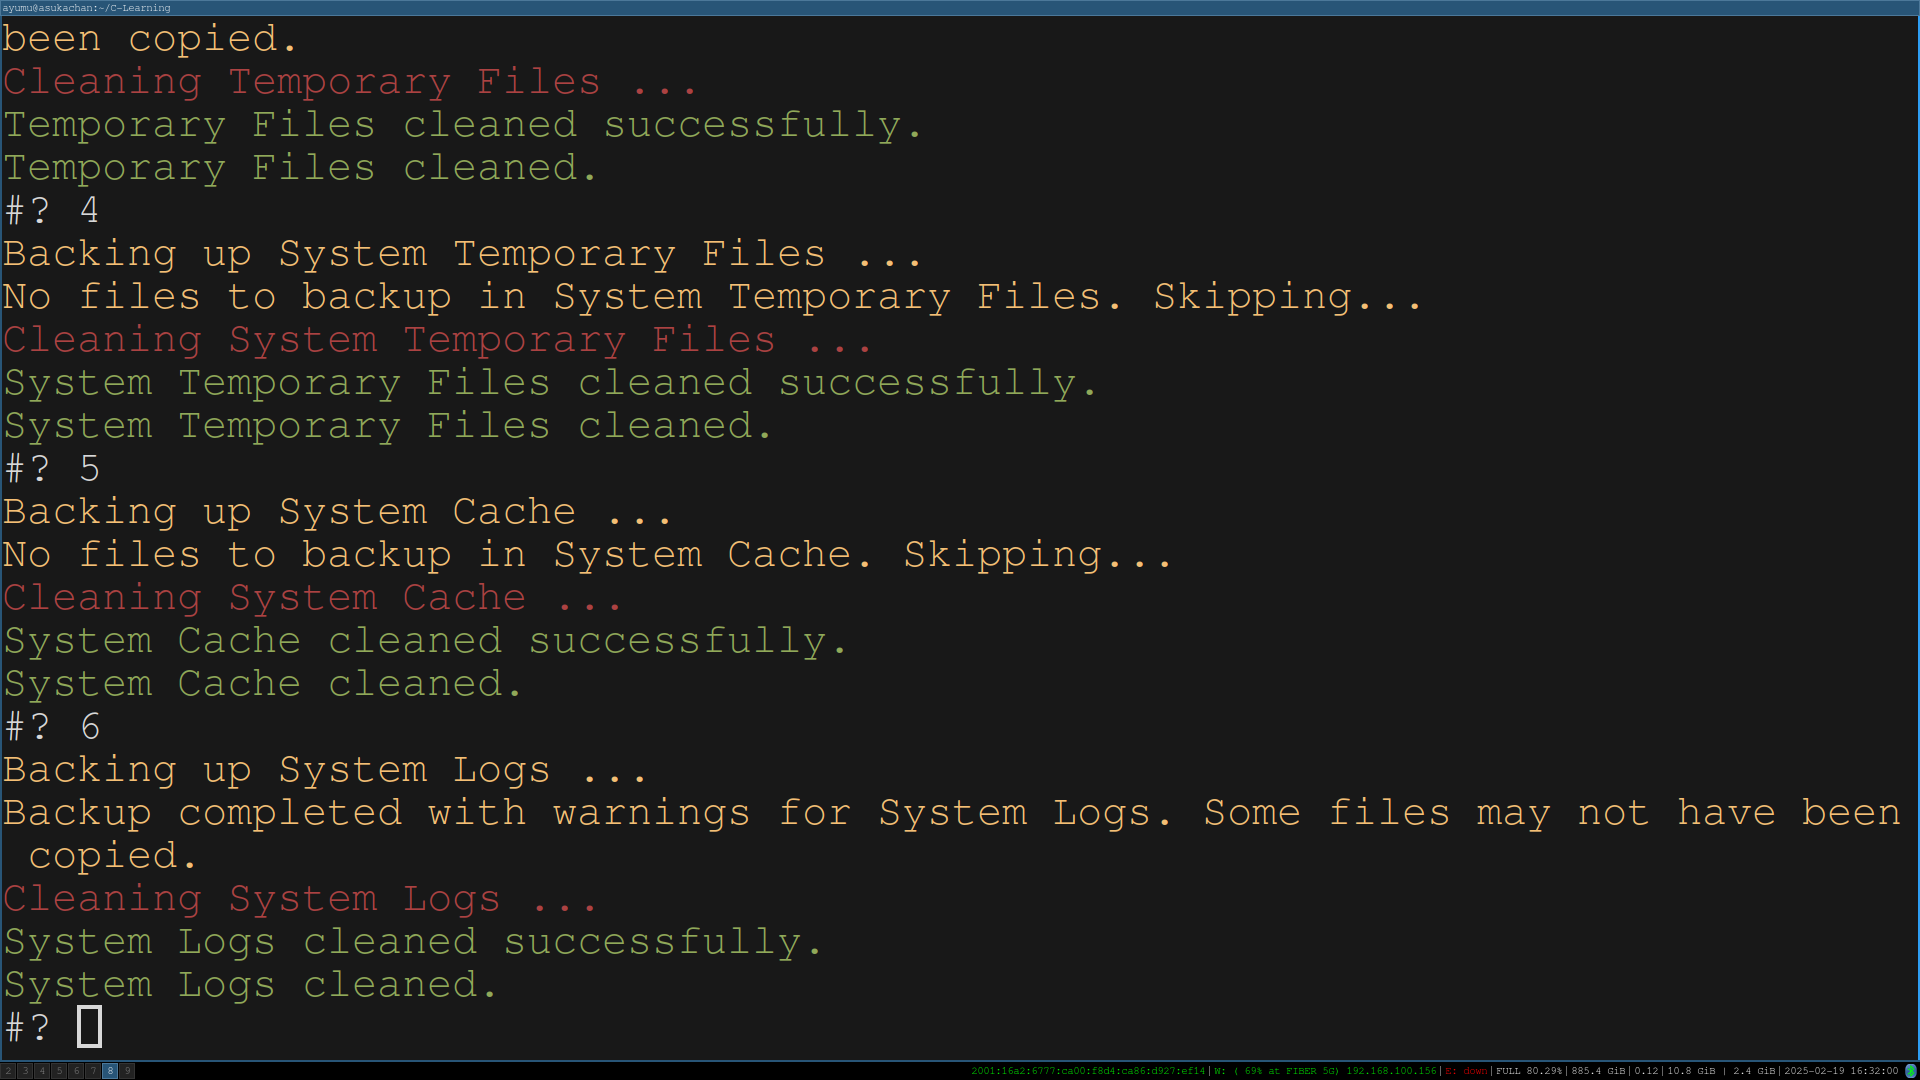 ayumu@asukachan:~/C-Learning
been copied.
Cleaning Temporary Files ...
Temporary Files cleaned successfully.
Temporary Files cleaned.
#? 4
Backing up System Temporary Files ...
No files to backup in System Temporary Files. Skipping...
Cleaning System Temporary Files ...
System Temporary Files cleaned successfully.
System Temporary Files cleaned.
#? 5
Backing up System Cache ...
No files to backup in System Cache. Skipping...
Cleaning System Cache ...
System Cache cleaned successfully.
System Cache cleaned.
#? 6
Backing up System Logs ...
Backup completed with warnings for System Logs. Some files may not have been
 copied.
Cleaning System Logs ...
System Logs cleaned successfully.
System Logs cleaned.
#?
2 3 4 5 6 7 8 9 2001:16a2:6777:ca00:f8d4:ca86:d927:ef14|W: ( 69% at FIBER 5G) 192.168.100.156|E: down|FULL 80.29%|885.4 GiB|0.12|10.8 GiB | 2.4 GiB|2025-02-19 16:32:00